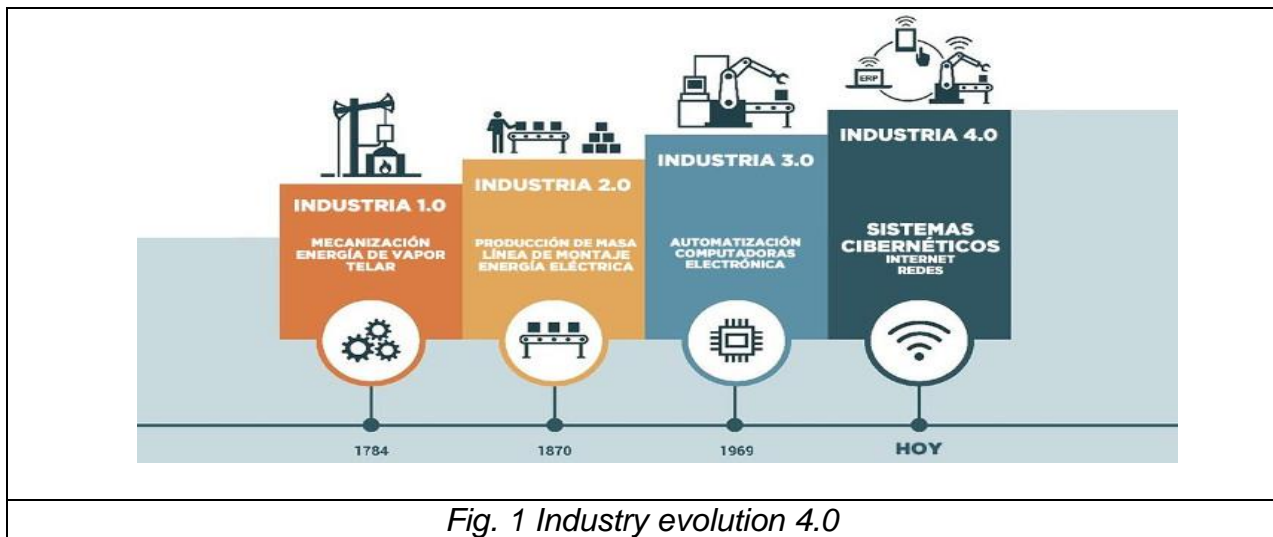 ERP
INDUSTRIA 1.0
MECANIZACIÓN
ENERGÍA DE VAPOR
TELAR
INDUSTRIA 2.0
PRODUCCIÓN DE MASA
LÍNEA DE MONTAJE
ENERGÍA ELÉCTRICA
INDUSTRIA 3.0
AUTOMATIZACIÓN
COMPUTADORAS
ELECTRÓNICA
INDUSTRIA 4.0
SISTEMAS
CIBERNÉTICOS
INTERNET
REDES
1784
1870
1969
HOY
Fig. 1 Industry evolution 4.0